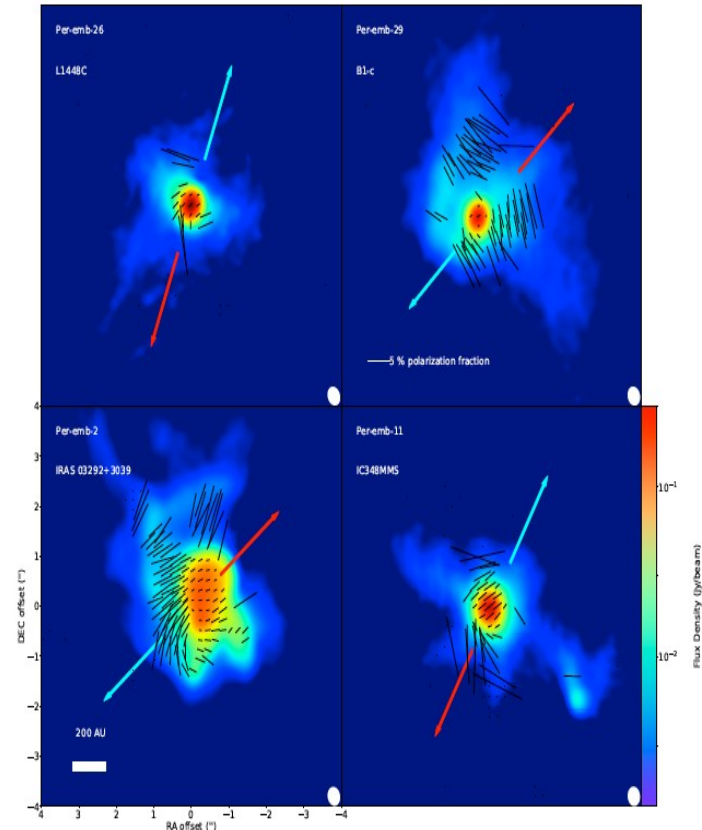 Per-emb-26
L1448C
Per-emb-29
B1-c
5 % polarization fraction
4
Per-emb-2
IRAS 03292+3039
3
2
1
0
−1
−2
−3
−4
DEC offset (")
200 AU
4 3 2 1 0 −1 −2 −3 −4
RA offset (")
Per-emb-11
IC348MMS
10⁻¹
10⁻²
Flux Density (Jy/beam)